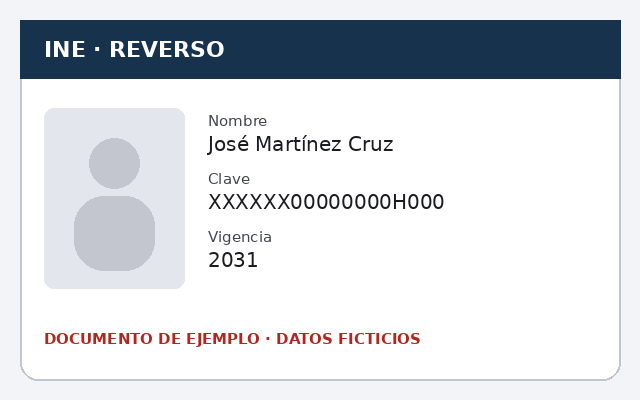 INE · REVERSO
Nombre
José Martínez Cruz
Clave
XXXXXX00000000H000
Vigencia
2031
DOCUMENTO DE EJEMPLO · DATOS FICTICIOS